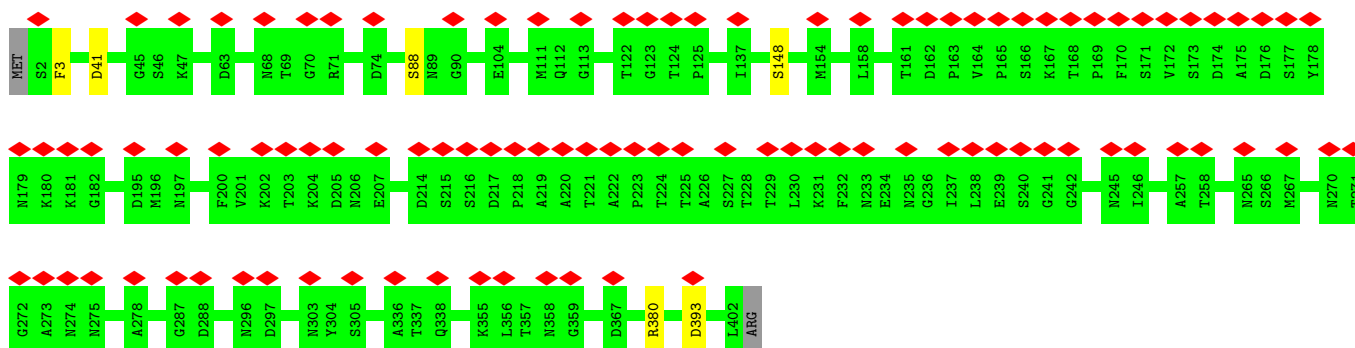 MET S2 F3 D41 G45 S46 K47 D63 N68 T69 G70 R71 D74 S88 N89 G90 E104 M111 Q112 G113 T122 G123 T124 P125 I137 S148 M154 L158 T161 D162 P163 V164 P165 S166 K167 T168 P169 F170 S171 V172 S173 D174 A175 D176 S177 Y178
N179 K180 K181 G182 D195 M196 N197 F200 V201 K202 T203 K204 D205 N206 E207 D214 S215 S216 D217 P218 A219 A220 T221 A222 P223 T224 T225 A226 S227 T228 T229 L230 K231 F232 N233 E234 N235 G236 I237 L238 E239 S240 G241 G242 N245 I246 A257 T258 N265 S266 M267 N270
G272 A273 N274 N275 A278 G287 D288 N296 D297 N303 Y304 S305 A336 T337 Q338 K355 L356 T357 N358 G359 D367 R380 D393 L402 ARG